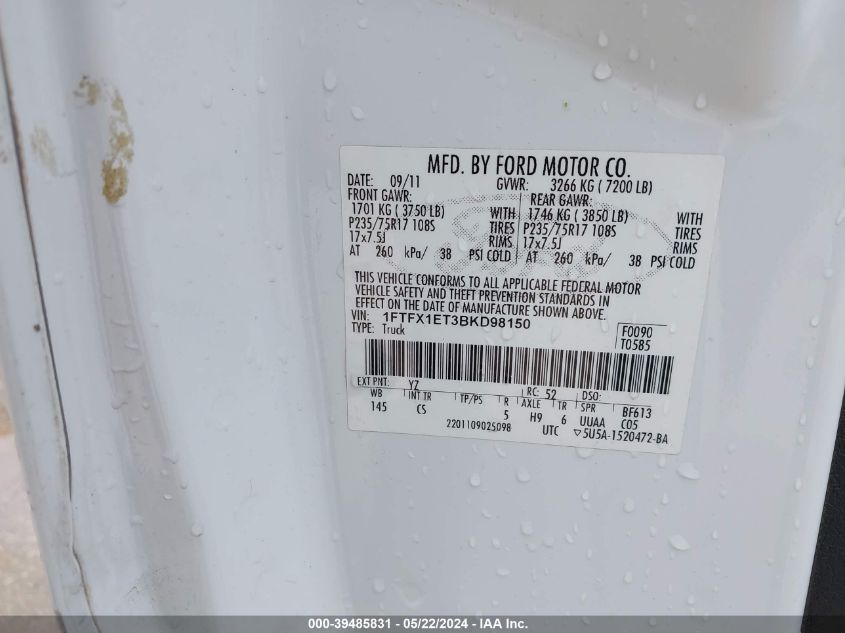 MFD. BY FORD MOTOR CO.
DATE: 09/11 GVWR: 3266 KG ( 7200 LB)
FRONT GAWR: REAR GAWR:
1701 KG ( 3750 LB) WITH 1746 KG ( 3850 LB) WITH
P235/75R17 108S TIRES P235/75R17 108S TIRES
17x7.5J RIMS 17x7.5J RIMS
AT 260 kPa/ 38 PSI COLD AT 260 kPa/ 38 PSI COLD
THIS VEHICLE CONFORMS TO ALL APPLICABLE FEDERAL MOTOR
VEHICLE SAFETY AND THEFT PREVENTION STANDARDS IN
EFFECT ON THE DATE OF MANUFACTURE SHOWN ABOVE.
VIN: 1FTFX1ET3BKD98150 F0090
TYPE: Truck T0585
EXT PNT: YZ RC: 52 DSO:
WB INT TR TP/PS R AXLE TR SPR BF613
145 CS 5 H9 6 UUAA C05
2201109025098 UTC ▽5U5A-1520472-BA
000-39485831 - 05/22/2024 - IAAI.COM